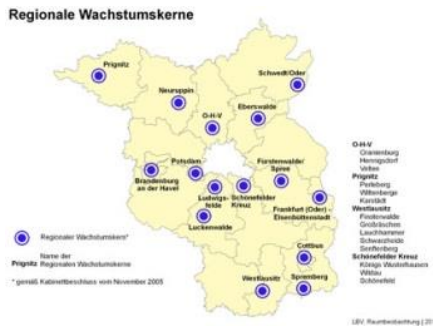 Regionale Wachstumskerne
Prignitz
Schwedt/Oder
Neuruppin
Eberswalde
O-H-V
Potsdam
Fürstenwalde/
Spree
Brandenburg
an der Havel
Ludwigs-
felde
Schönefelder
Kreuz
Frankfurt (Oder) -
Eisenhüttenstadt
Luckenwalde
Cottbus
Westlausitz
Spremberg
Regionaler Wachstumskern*
Name der
Prignitz Regionalen Wachstumskerne
* gemäß Kabinettbeschluss vom November 2005
O-H-V
Oranienburg
Hennigsdorf
Velten
Prignitz
Perleberg
Wittenberge
Karstädt
Westlausitz
Finsterwalde
Großräschen
Lauchhammer
Schwarzheide
Senftenberg
Schönefelder Kreuz
Königs Wusterhausen
Wildau
Schönefeld
LBV, Raumbeobachtung | 20